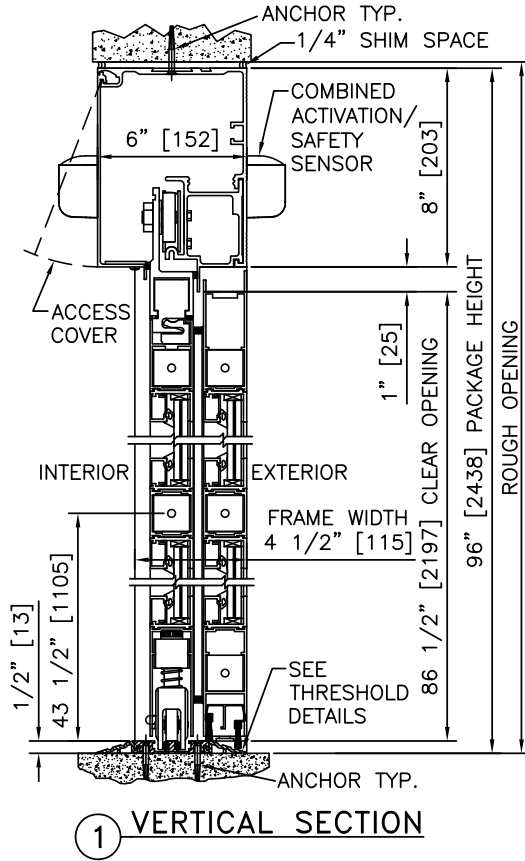 ANCHOR TYP.
1/4" SHIM SPACE
COMBINED
ACTIVATION/
SAFETY
SENSOR
6" [152]
8" [203]
ACCESS
COVER
1" [25]
86 1/2" [2197] CLEAR OPENING
96" [2438] PACKAGE HEIGHT
ROUGH OPENING
INTERIOR
EXTERIOR
FRAME WIDTH
4 1/2" [115]
1/2" [13]
43 1/2" [1105]
SEE
THRESHOLD
DETAILS
ANCHOR TYP.
1 VERTICAL SECTION